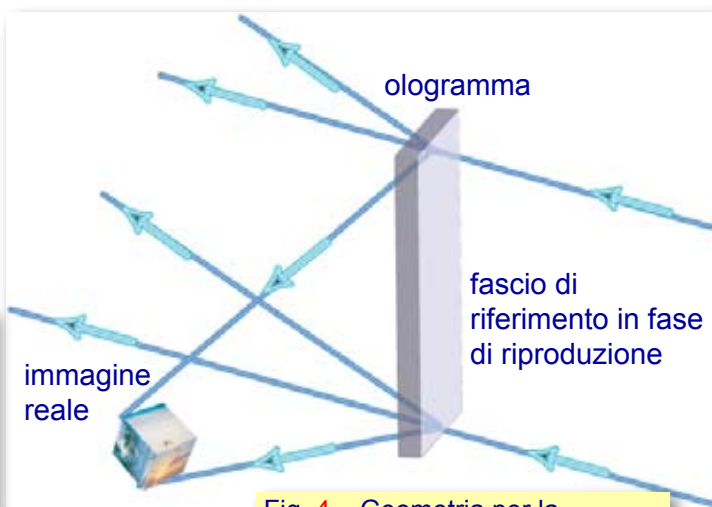 ologramma
fascio di
riferimento in fase
di riproduzione
immagine
reale
Fig. 4 – Geometria per la